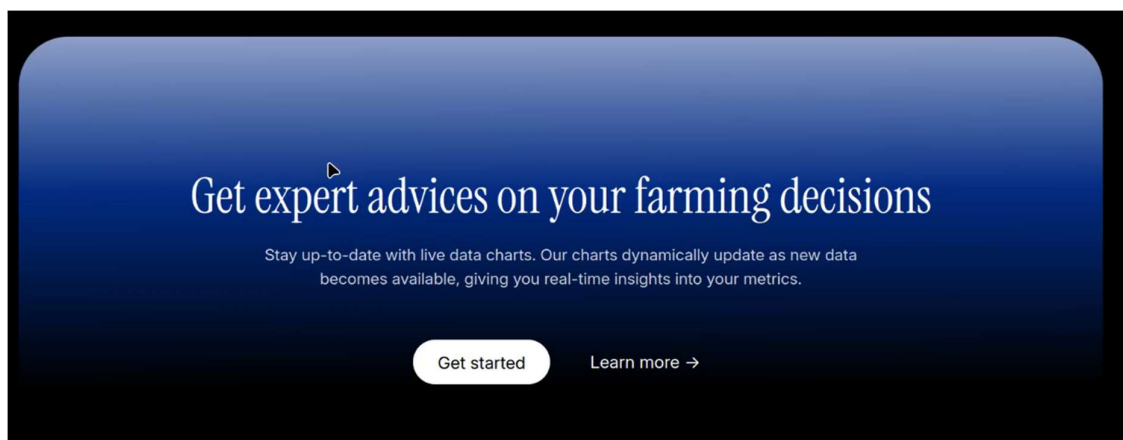 Get expert advices on your farming decisions
Stay up-to-date with live data charts. Our charts dynamically update as new data
becomes available, giving you real-time insights into your metrics.
Get started
Learn more →